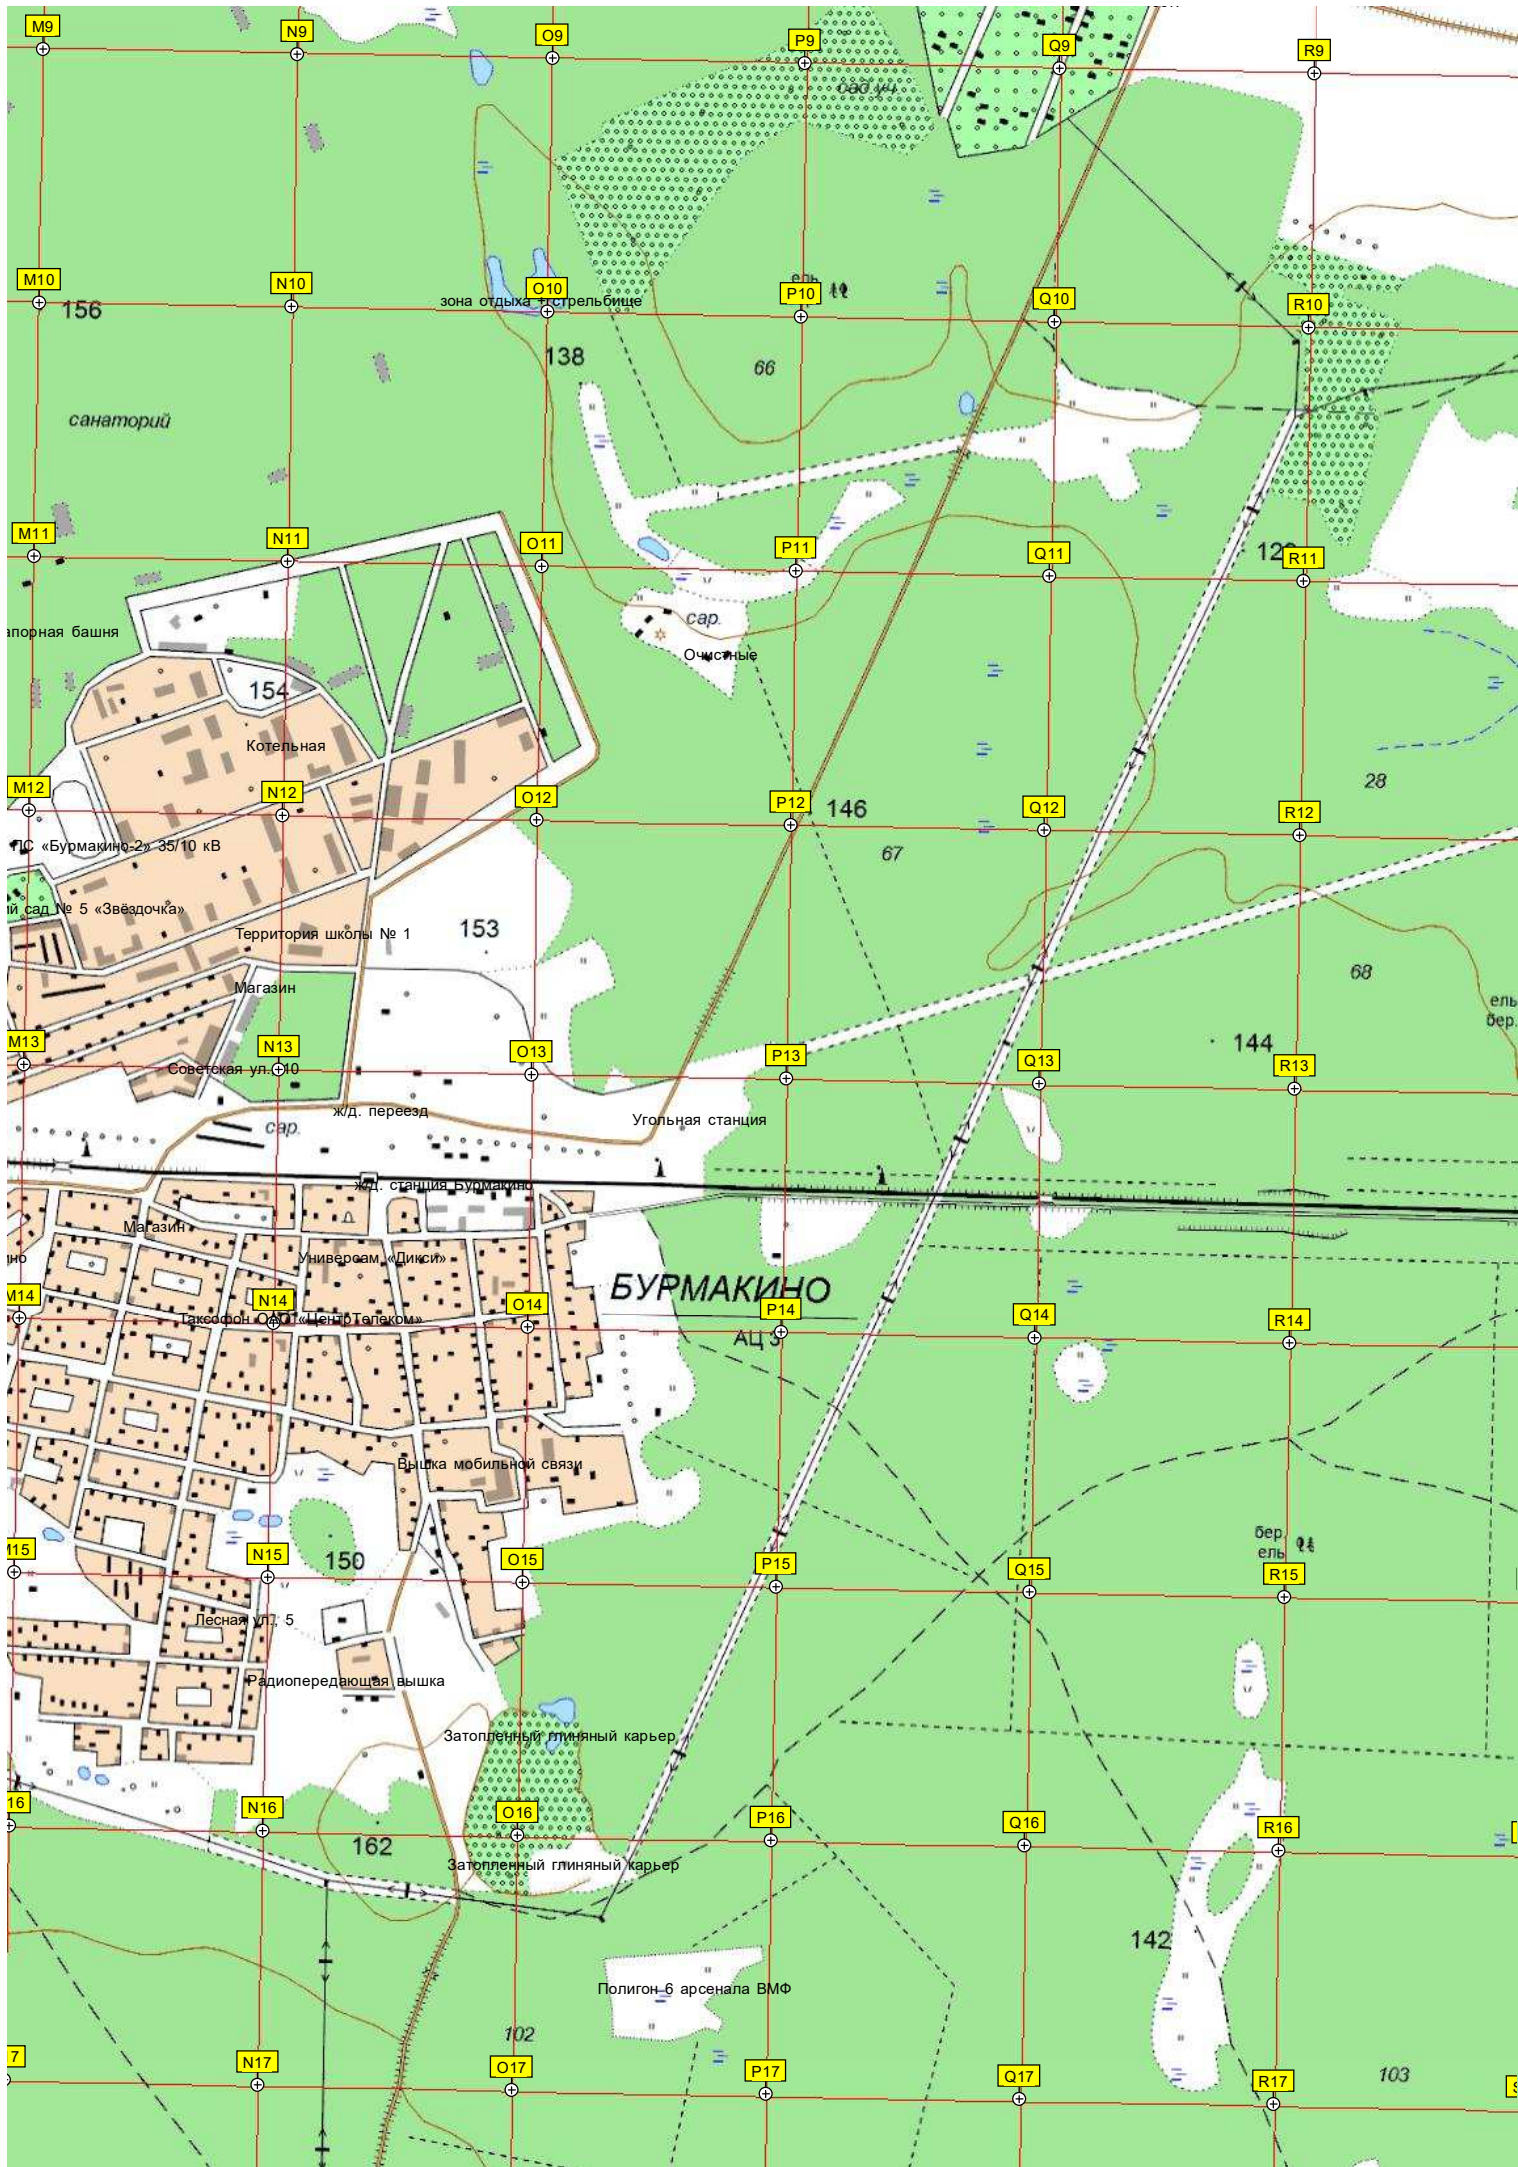 M9
N9
O9
P9
Q9
R9
сад уч.
M10
156
N10
O10
зона отдыха + стрельбище
ель
P10
Q10
R10
138
66
санаторий
M11
N11
O11
P11
Q11
129
R11
апорная башня
сар.
Очистные
154
Котельная
28
M12
N12
O12
P12
146
Q12
R12
ПС «Бурмакино-2» 35/10 кВ
67
й сад № 5 «Звёздочка»
Территория школы № 1
153
68
Магазин
ель
бер.
M13
N13
Советская ул. 10
O13
P13
Q13
144
R13
ж/д. переезд
Угольная станция
сар.
ж/д. станция Бурмакино
Магазин
но
Универсам «Дикси»
БУРМАКИНО
M14
N14
Таксофон ОАО «ЦентрТелеком»
O14
P14
АЦ 3
Q14
R14
Вышка мобильной связи
бер.
ель
15
N15
150
O15
P15
Q15
R15
Лесная ул., 5
Радиопередающая вышка
Затопленный глиняный карьер
16
N16
O16
P16
Q16
R16
162
Затопленный глиняный карьер
142
Полигон 6 арсенала ВМФ
102
7
N17
O17
P17
Q17
R17
103